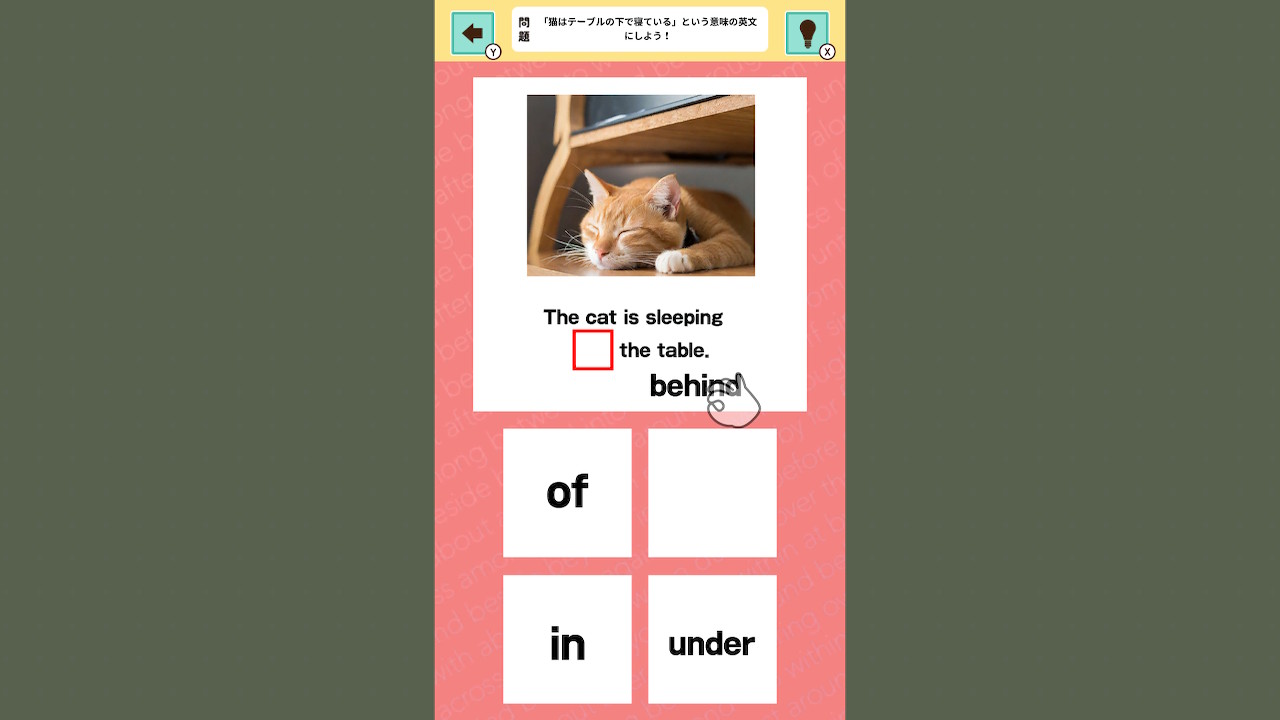 問題
「猫はテーブルの下で寝ている」という意味の英文
にしよう！
Y
X
The cat is sleeping
the table.
behind
of
in
under